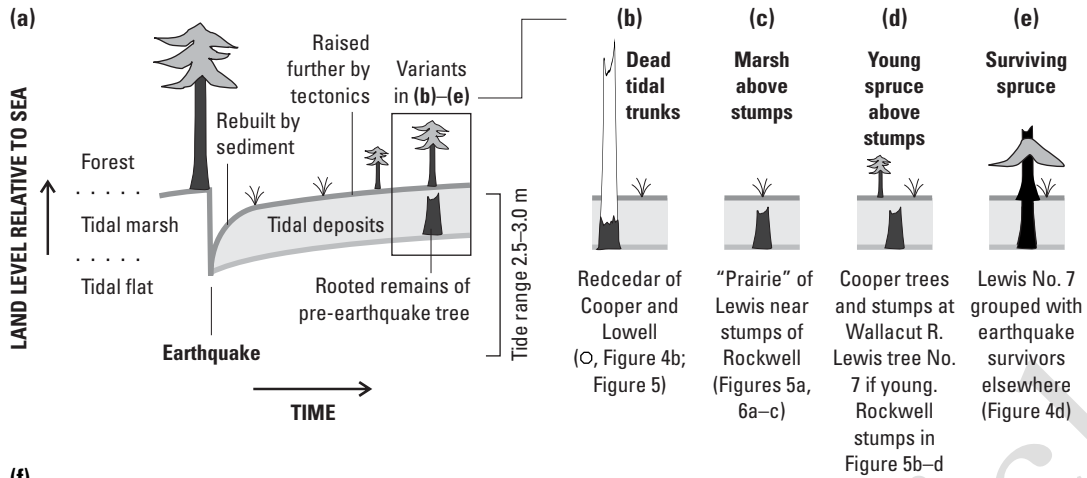 (a)
LAND LEVEL RELATIVE TO SEA
Forest
Tidal marsh
Tidal flat
Rebuilt by
sediment
Raised
further by
tectonics
Variants
in (b)–(e)
Tidal deposits
Rooted remains of
pre-earthquake tree
Tide range 2.5–3.0 m
Earthquake
TIME
(b)
Dead
tidal
trunks
Redcedar of
Cooper and
Lowell
(O, Figure 4b;
Figure 5)
(c)
Marsh
above
stumps
"Prairie" of
Lewis near
stumps of
Rockwell
(Figures 5a,
6a–c)
(d)
Young
spruce
above
stumps
Cooper trees
and stumps at
Wallacut R.
Lewis tree No.
7 if young.
Rockwell
stumps in
Figure 5b–d
(e)
Surviving
spruce
Lewis No. 7
grouped with
earthquake
survivors
elsewhere
(Figure 4d)
(f)